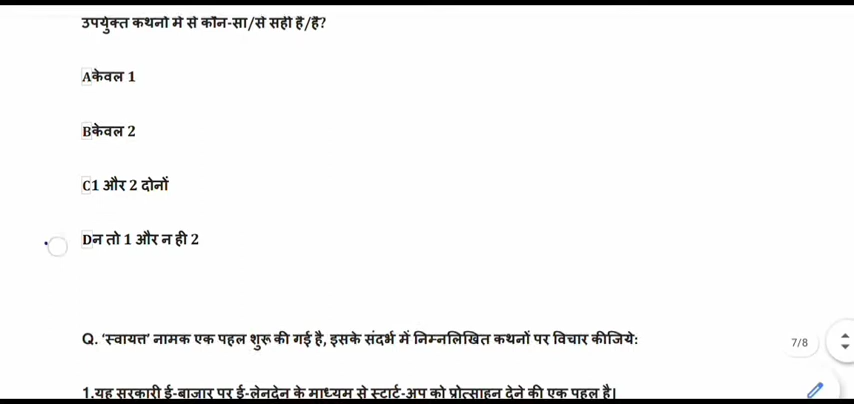 उपर्युक्त कथनों में से कौन-सा/से सही है/हैं?
Aकेवल 1
Bकेवल 2
C1 और 2 दोनों
Dन तो 1 और न ही 2
Q. ‘स्वायत्त’ नामक एक पहल शुरू की गई है, इसके संदर्भ में निम्नलिखित कथनों पर विचार कीजिये:
7/8
1.यह सरकारी ई-बाजार पर ई-लेनदेन के माध्यम से स्टार्ट-अप को प्रोत्साहन देने की एक पहल है।